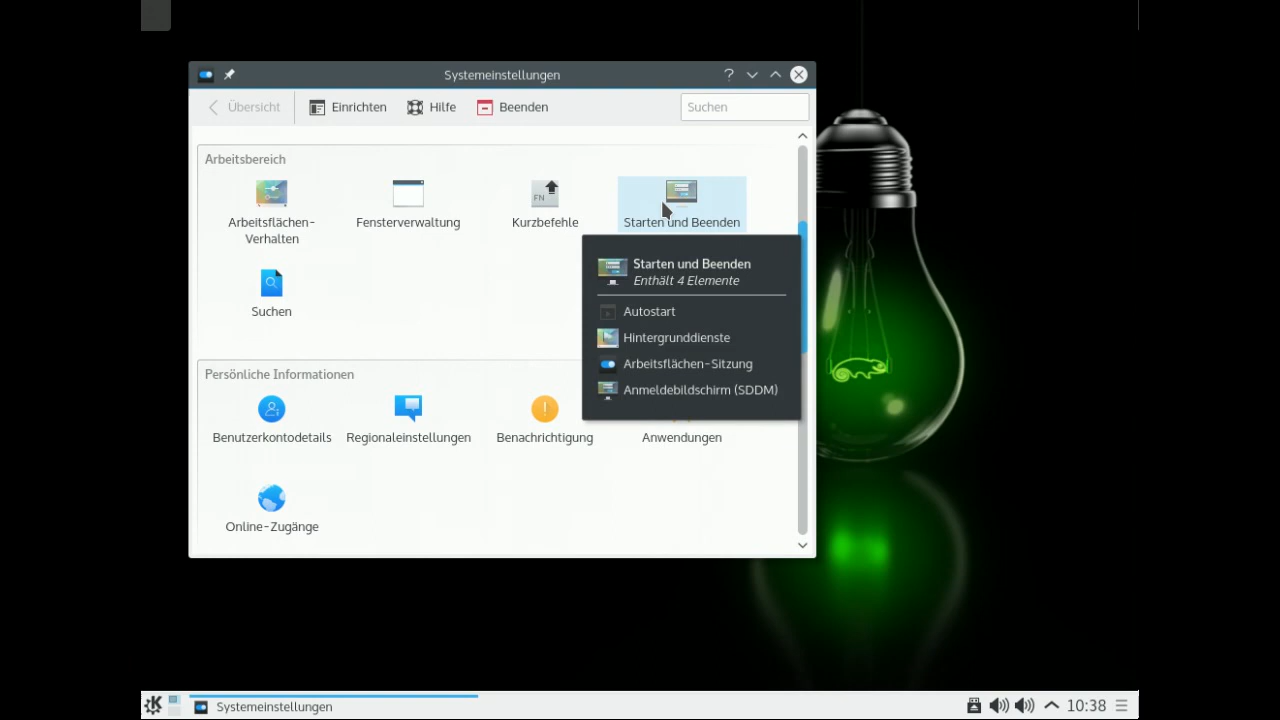 Systemeinstellungen
Übersicht Einrichten Hilfe Beenden Suchen
Arbeitsbereich
Arbeitsflächen-
Verhalten
Fensterverwaltung
FN
Kurzbefehle
Starten und Beenden
Suchen
Starten und Beenden
Enthält 4 Elemente
Autostart
Hintergrunddienste
Arbeitsflächen-Sitzung
Anmeldebildschirm (SDDM)
Persönliche Informationen
Benutzerkontodetails
Regionaleinstellungen
Benachrichtigung
Anwendungen
Online-Zugänge
Systemeinstellungen
10:38